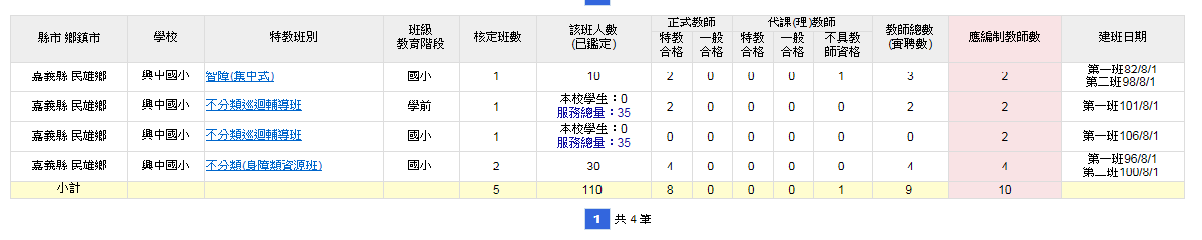 縣市 鄉鎮市 學校 特教班別 班級教育階段 核定班數 該班人數(已鑑定) 正式教師 代課(理)教師 教師總數(實聘數) 應編制教師數 建班日期
特教合格 一般合格 特教合格 一般合格 不具教師資格
嘉義縣 民雄鄉 興中國小 智障(集中式) 國小 1 10 2 0 0 0 1 3 2 第一班82/8/1 第二班98/8/1
嘉義縣 民雄鄉 興中國小 不分類巡迴輔導班 學前 1 本校學生：0 服務總量：35 2 0 0 0 0 2 2 第一班101/8/1
嘉義縣 民雄鄉 興中國小 不分類巡迴輔導班 國小 1 本校學生：0 服務總量：35 0 0 0 0 0 0 2 第一班106/8/1
嘉義縣 民雄鄉 興中國小 不分類(身障類)資源班) 國小 2 30 4 0 0 0 0 4 4 第一班96/8/1 第二班100/8/1
小計 5 110 8 0 0 0 1 9 10
1 共 4 筆